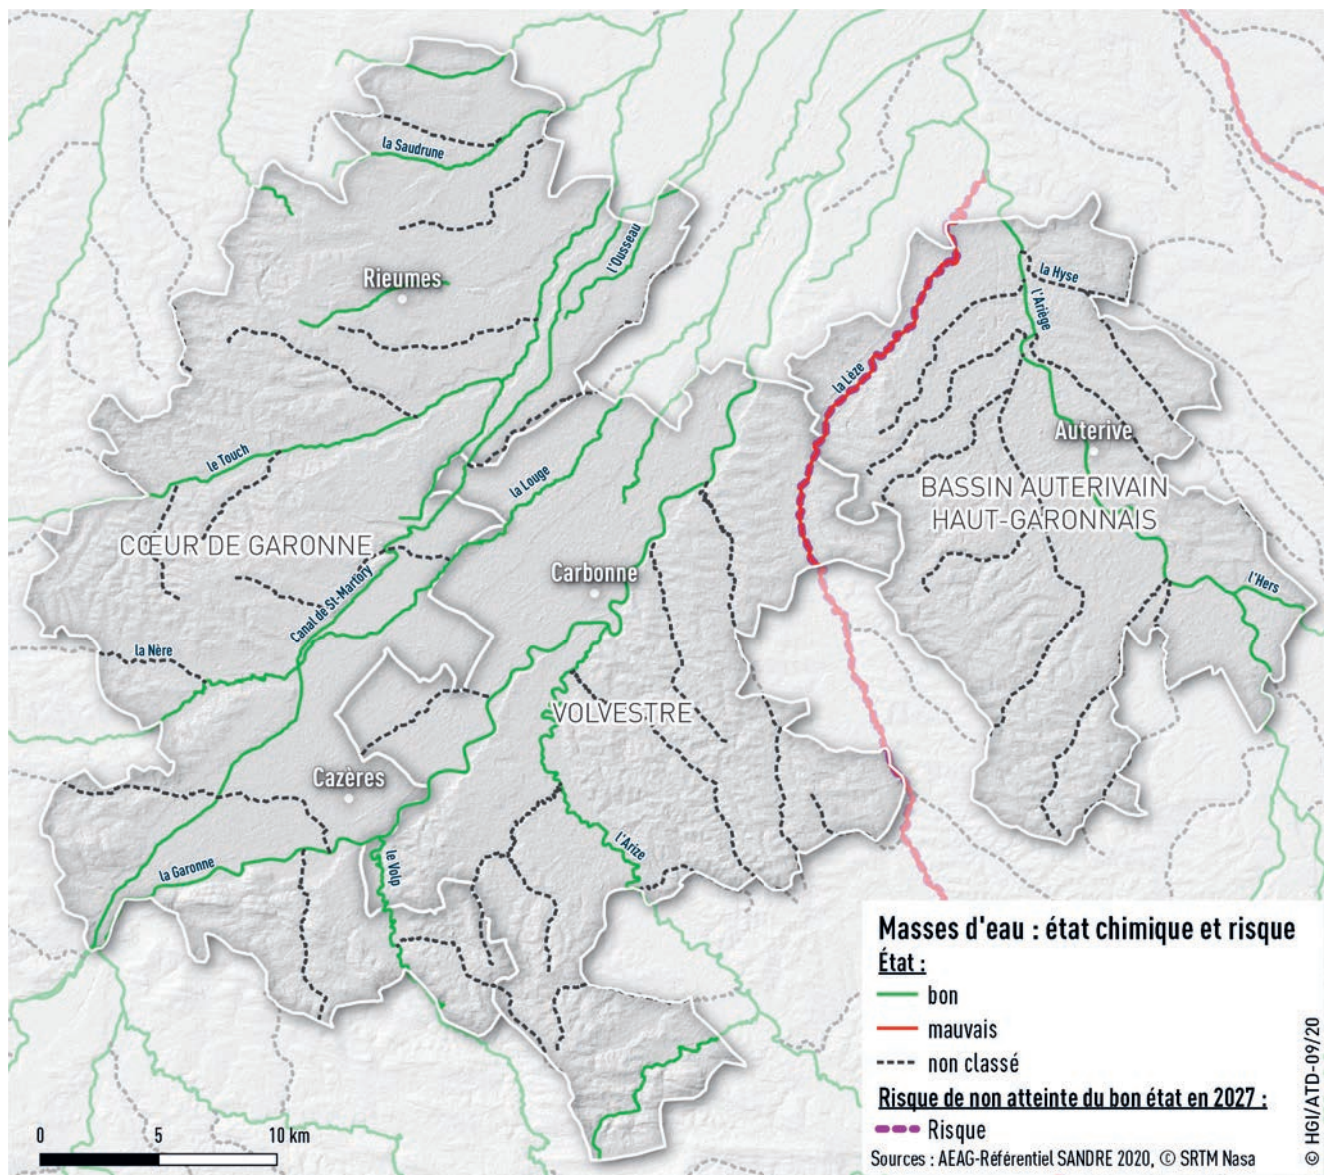 la Saudrune
l'Ousseau
Rieumes
la Hyse
l'Ariège
la Lèze
Auterive
le Touch
la Louge
BASSIN AUTERIVAIN
HAUT-GARONNAIS
CŒUR DE GARONNE
Carbonne
Canal de St-Martory
l'Hers
la Nère
VOLVESTRE
Cazères
la Garonne
le Volp
l'Arize
Masses d'eau : état chimique et risque
État :
bon
mauvais
non classé
Risque de non atteinte du bon état en 2027 :
Risque
Sources : AEAG-Référentiel SANDRE 2020, © SRTM Nasa
© HGI/ATD-09/20
0 5 10 km